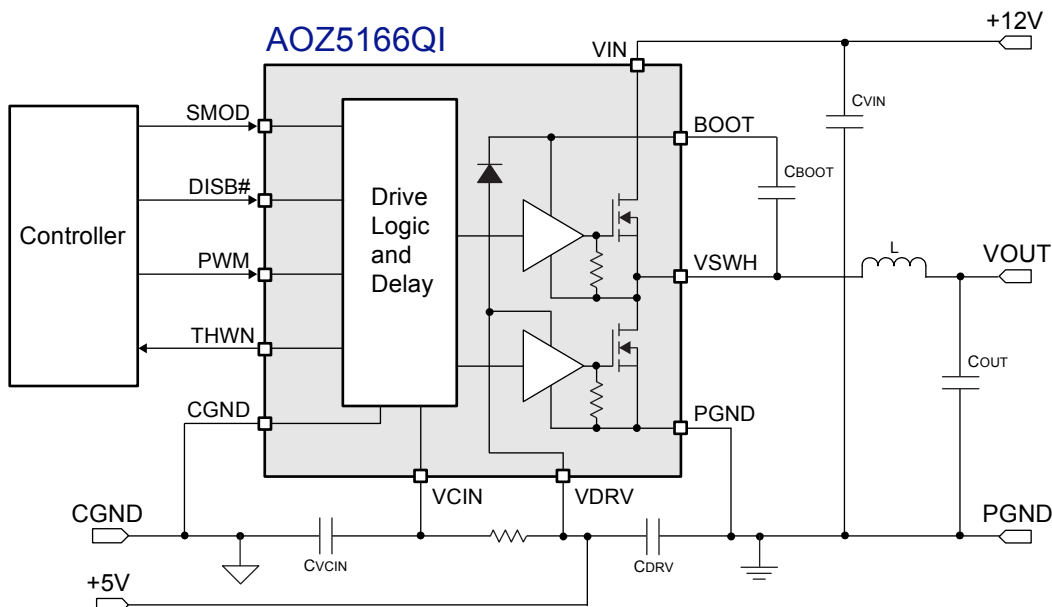 +12V
AOZ5166QI
VIN
CVIN
SMOD
BOOT
CBOOT
DISB#
Drive
Logic
and
Delay
Controller
L
VOUT
PWM
VSWH
THWN
COUT
CGND
PGND
VCIN
VDRV
CGND
PGND
CVCIN
CDRV
+5V